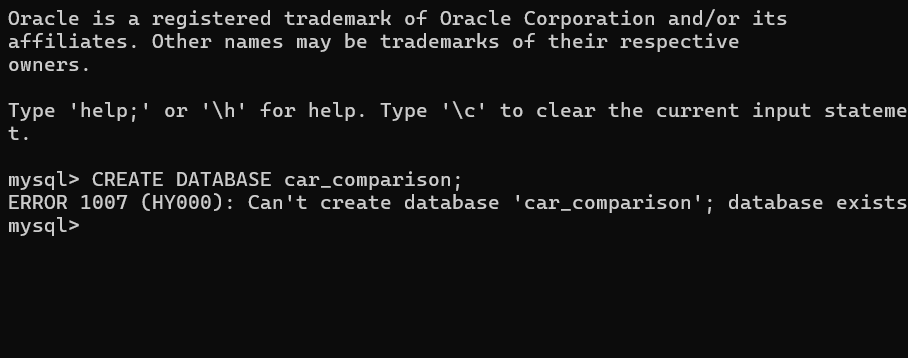 Oracle is a registered trademark of Oracle Corporation and/or its
affiliates. Other names may be trademarks of their respective
owners.
Type 'help;' or '\h' for help. Type '\c' to clear the current input stateme
t.
mysql> CREATE DATABASE car_comparison;
ERROR 1007 (HY000): Can't create database 'car_comparison'; database exists
mysql>